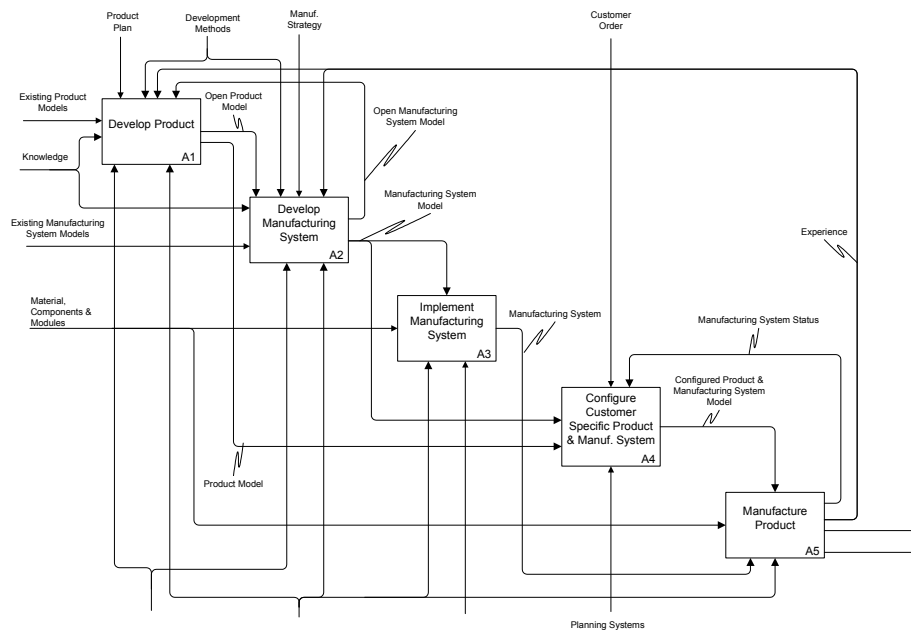 Product
Plan
Development
Methods
Manuf.
Strategy
Customer
Order
Existing Product
Models
Open Product
Model
Develop Product
A1
Open Manufacturing
System Model
Knowledge
Develop
Manufacturing
System
A2
Manufacturing System
Model
Existing Manufacturing
System Models
Experience
Material,
Components &
Modules
Implement
Manufacturing
System
A3
Manufacturing System
Manufacturing System Status
Configure
Customer
Specific Product
& Manuf. System
A4
Configured Product &
Manufacturing System
Model
Product Model
Manufacture
Product
A5
Planning Systems